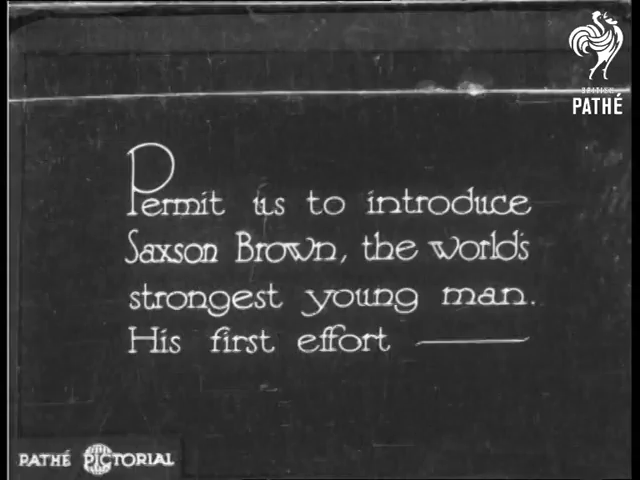 BRITISH
PATHÉ
Permit us to introduce
Saxson Brown, the world's
strongest young man.
His first effort ———
PATHÉ PICTORIAL